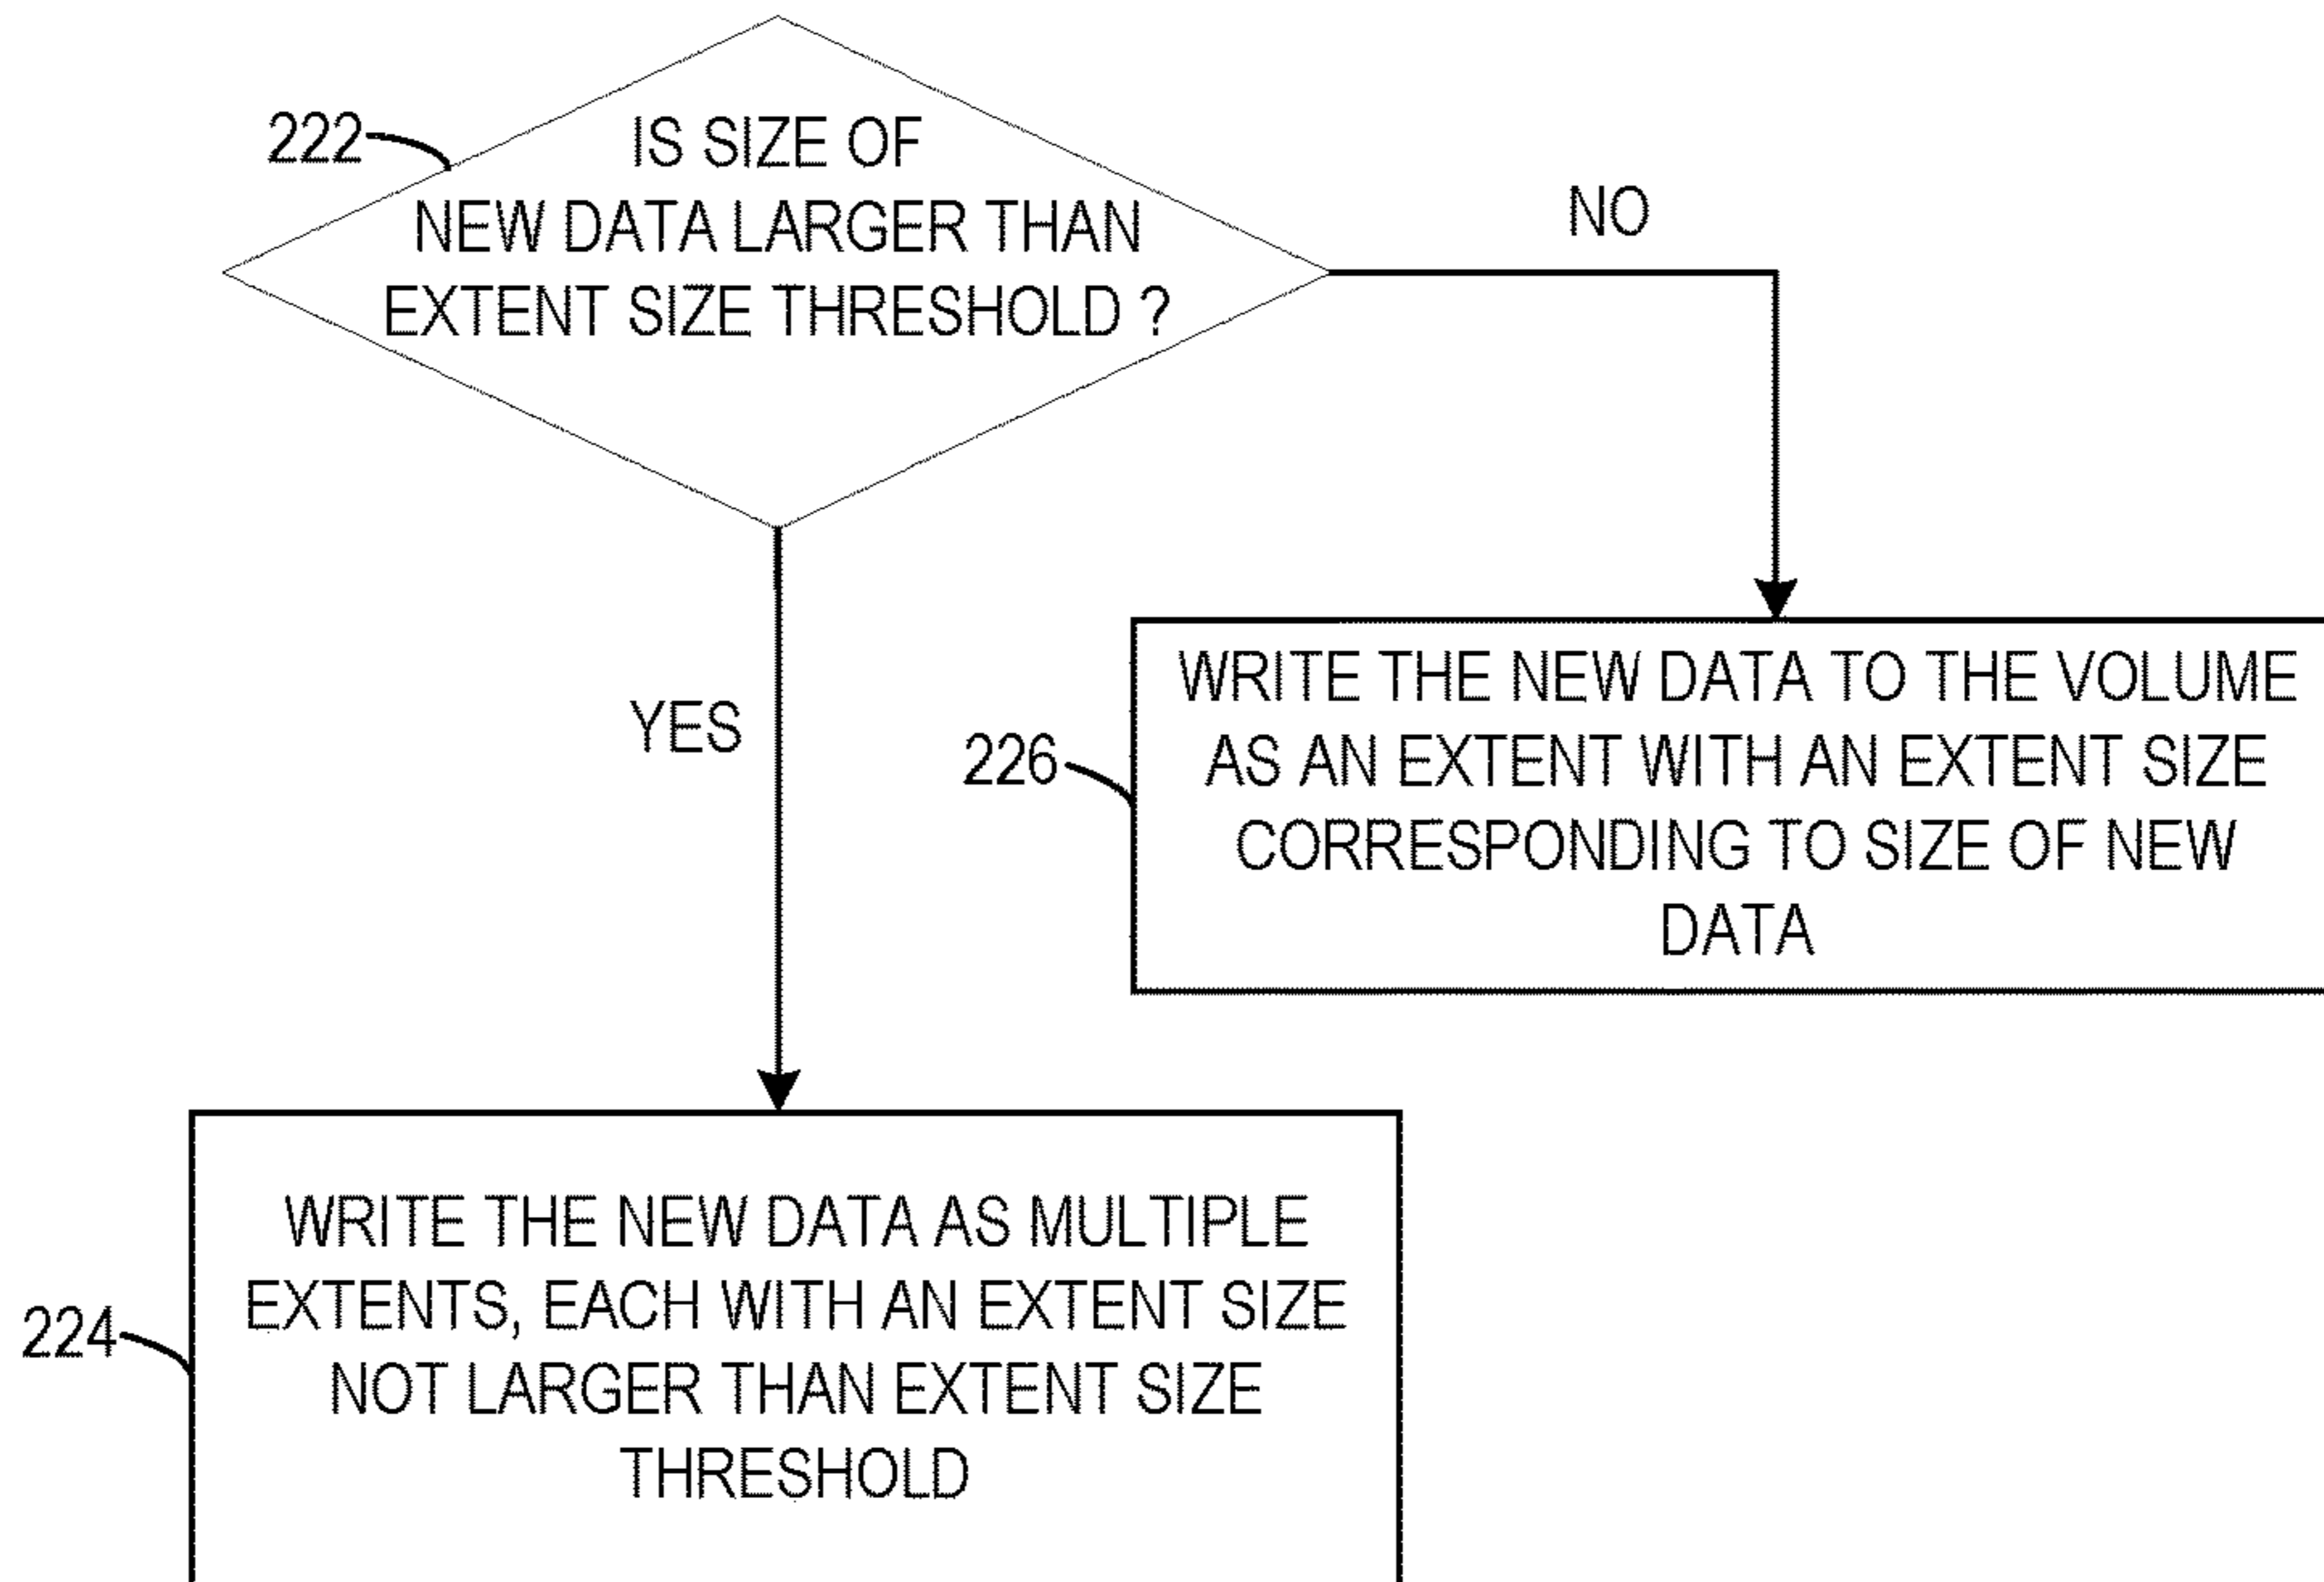 222
IS SIZE OF
NEW DATA LARGER THAN
EXTENT SIZE THRESHOLD ?
NO
YES
226
WRITE THE NEW DATA TO THE VOLUME
AS AN EXTENT WITH AN EXTENT SIZE
CORRESPONDING TO SIZE OF NEW
DATA
224
WRITE THE NEW DATA AS MULTIPLE
EXTENTS, EACH WITH AN EXTENT SIZE
NOT LARGER THAN EXTENT SIZE
THRESHOLD